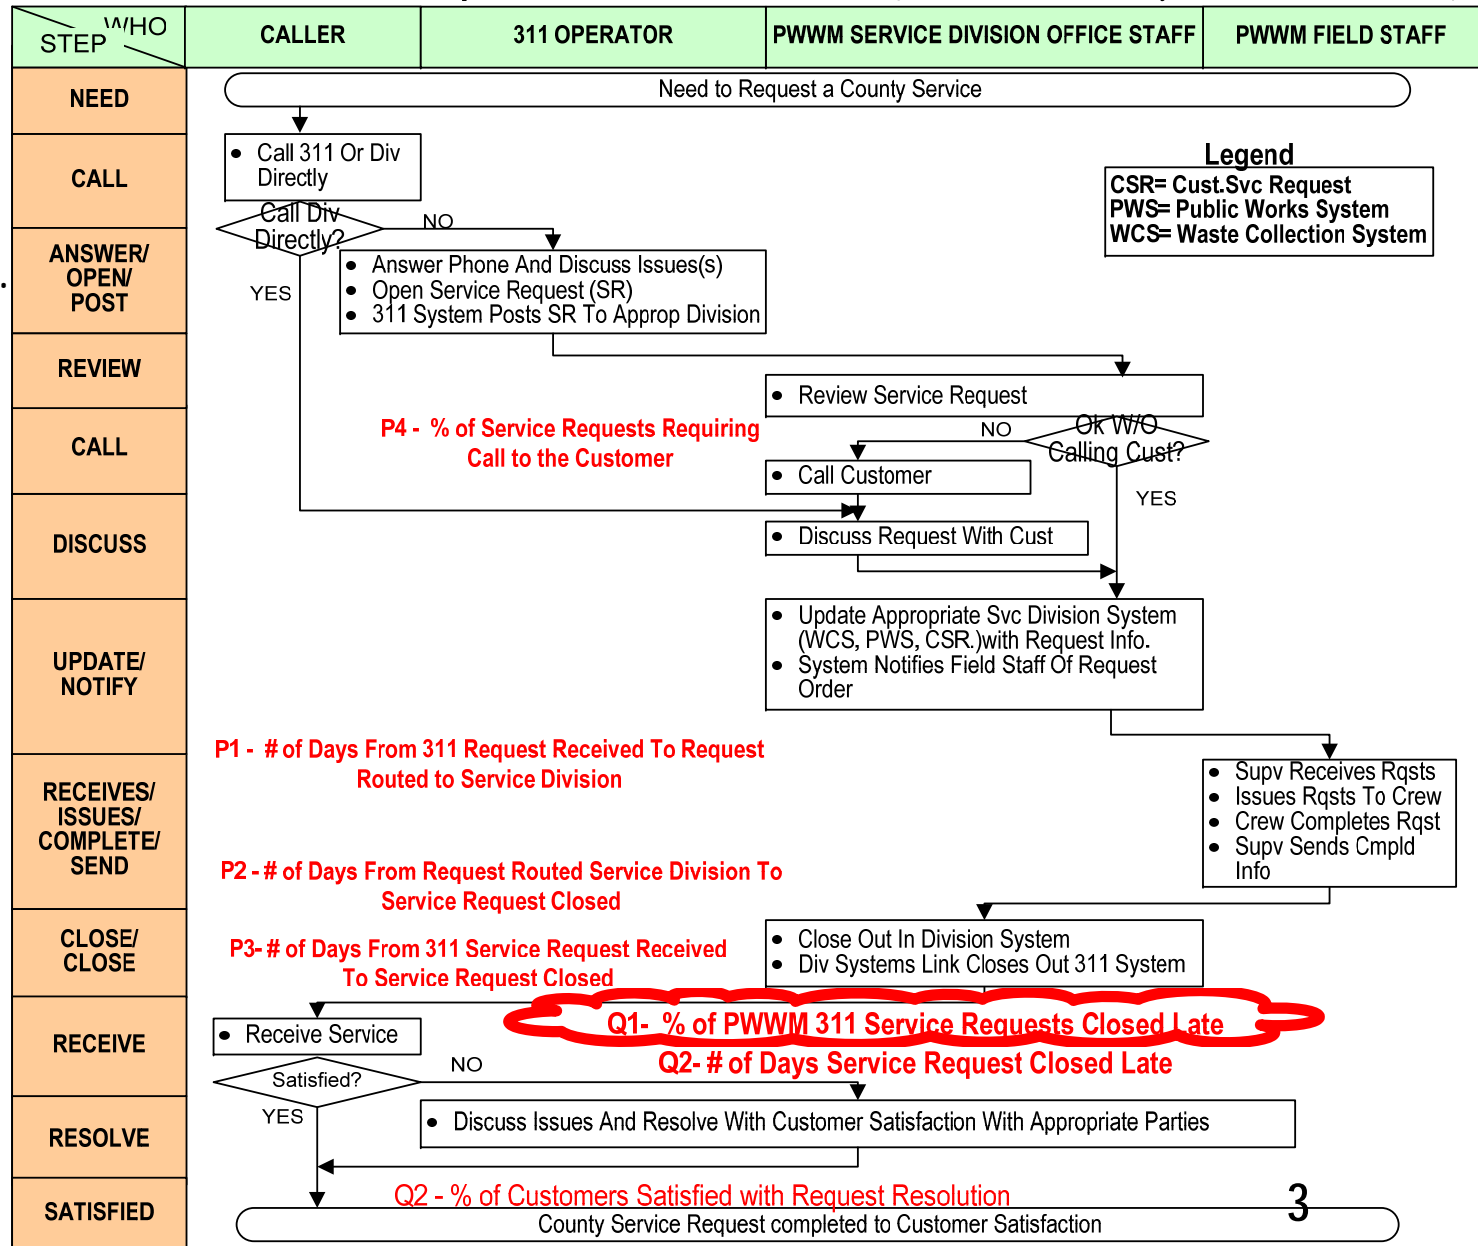 WHO
STEP
CALLER
311 OPERATOR
PWWM SERVICE DIVISION OFFICE STAFF
PWWM FIELD STAFF
NEED
Need to Request a County Service
CALL
• Call 311 Or Div
Directly
Legend
CSR= Cust.Svc Request
PWS= Public Works System
WCS= Waste Collection System
Call Div
Directly?
NO
YES
ANSWER/
OPEN/
POST
• Answer Phone And Discuss Issues(s)
• Open Service Request (SR)
• 311 System Posts SR To Approp Division
REVIEW
• Review Service Request
CALL
P4 - % of Service Requests Requiring
Call to the Customer
NO
Ok W/O
Calling Cust?
• Call Customer
YES
DISCUSS
• Discuss Request With Cust
UPDATE/
NOTIFY
• Update Appropriate Svc Division System
(WCS, PWS, CSR.)with Request Info.
• System Notifies Field Staff Of Request
Order
P1 - # of Days From 311 Request Received To Request
Routed to Service Division
RECEIVES/
ISSUES/
COMPLETE/
SEND
• Supv Receives Rqsts
• Issues Rqsts To Crew
• Crew Completes Rqst
• Supv Sends Cmpld
Info
P2 - # of Days From Request Routed Service Division To
Service Request Closed
CLOSE/
CLOSE
P3- # of Days From 311 Service Request Received
To Service Request Closed
• Close Out In Division System
• Div Systems Link Closes Out 311 System
RECEIVE
• Receive Service
Q1- % of PWWM 311 Service Requests Closed Late
Q2- # of Days Service Request Closed Late
Satisfied?
NO
YES
RESOLVE
• Discuss Issues And Resolve With Customer Satisfaction With Appropriate Parties
SATISFIED
Q2 - % of Customers Satisfied with Request Resolution
3
County Service Request completed to Customer Satisfaction